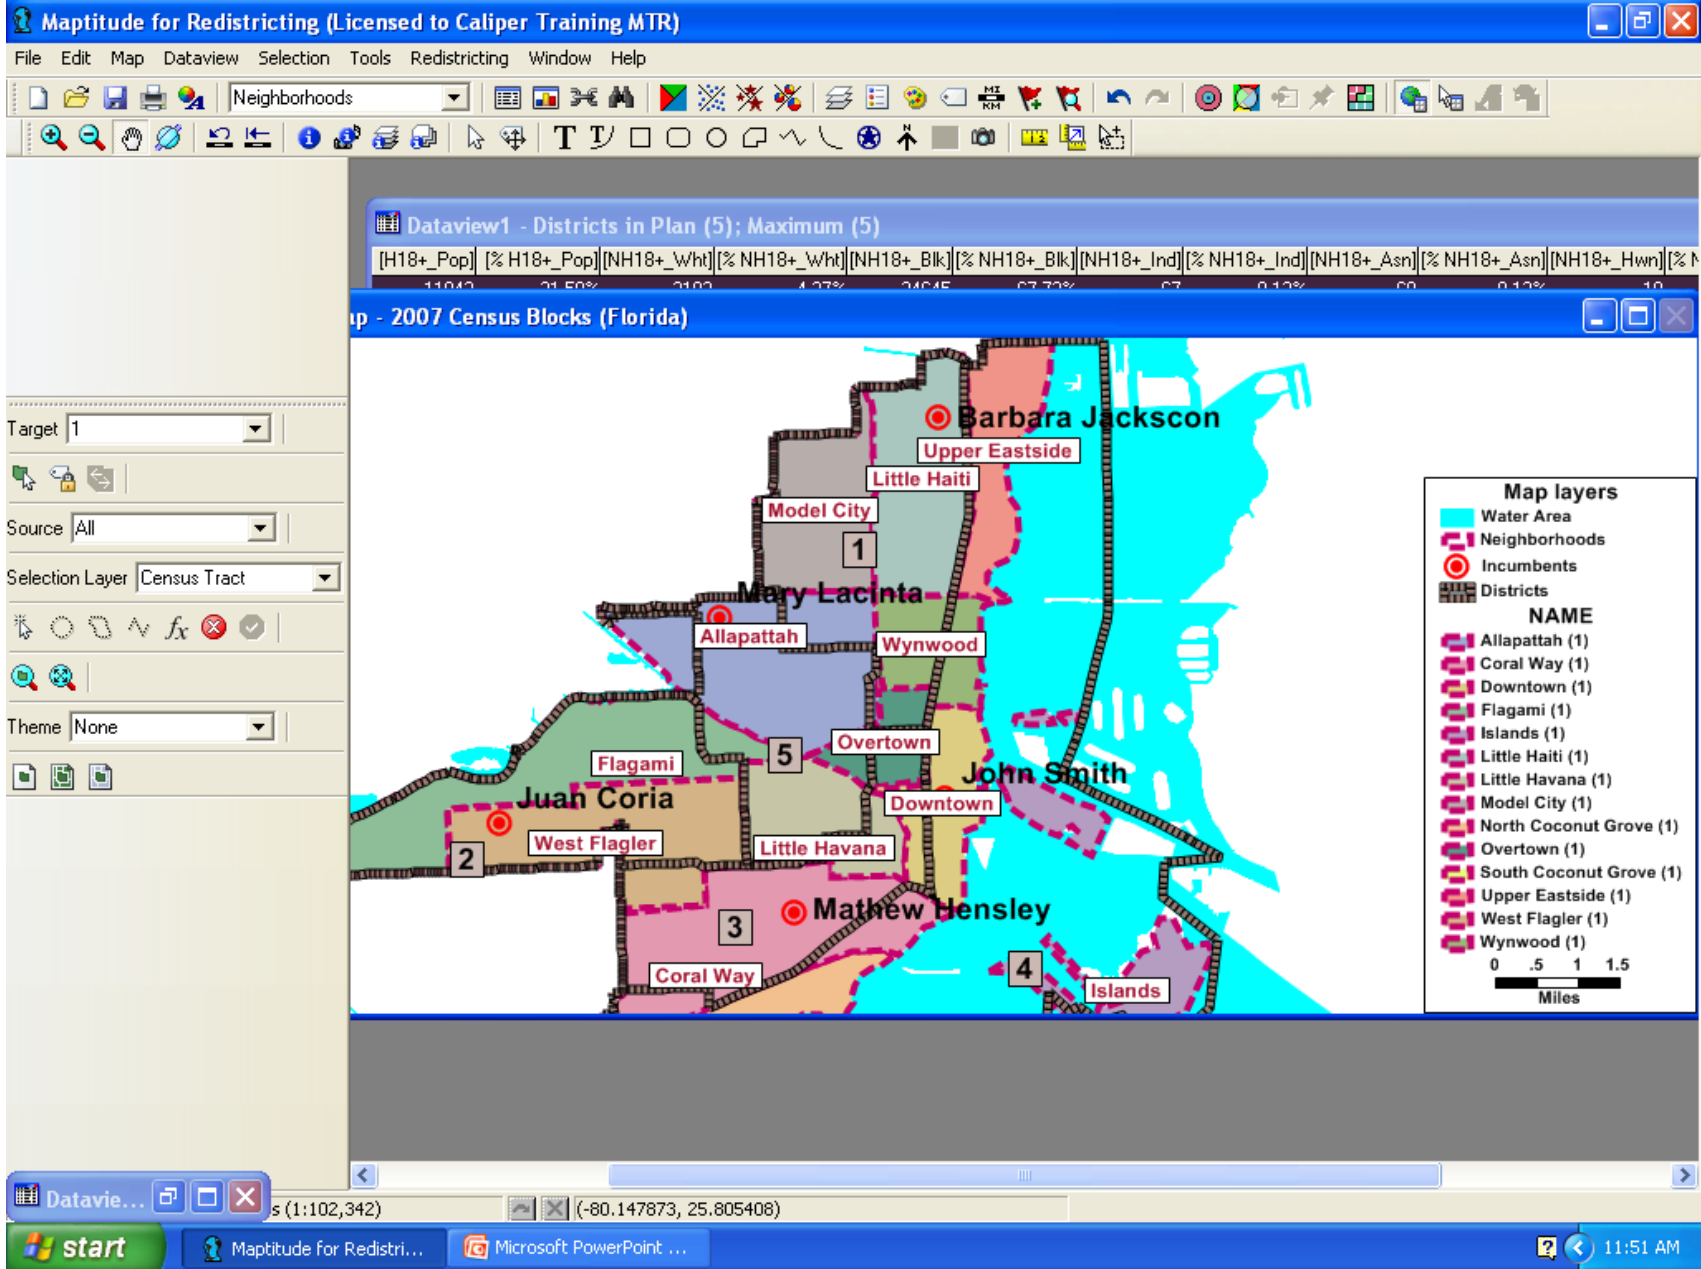 Maptitude for Redistricting (Licensed to Caliper Training MTR)
File Edit Map Dataview Selection Tools Redistricting Window Help
Neighborhoods
MI
KM
T T
Dataview1 - Districts in Plan (5); Maximum (5)
[H18+_Pop] [% H18+_Pop] [NH18+_Wht] [% NH18+_Wht] [NH18+_Blk] [% NH18+_Blk] [NH18+_Ind] [% NH18+_Ind] [NH18+_Asn] [% NH18+_Asn] [NH18+_Hwn] [% N
p - 2007 Census Blocks (Florida)
Target 1
Source All
Selection Layer Census Tract
fx
Theme None
Barbara Jackscon
Upper Eastside
Little Haiti
Model City
1
Mary Lacinta
Allapattah
Wynwood
Overtown
5
Flagami
John Smith
Juan Coria
Downtown
West Flagler
Little Havana
2
Mathew Hensley
3
Coral Way
4
Islands
Map layers
Water Area
Neighborhoods
Incumbents
Districts
NAME
Allapattah (1)
Coral Way (1)
Downtown (1)
Flagami (1)
Islands (1)
Little Haiti (1)
Little Havana (1)
Model City (1)
North Coconut Grove (1)
Overtown (1)
South Coconut Grove (1)
Upper Eastside (1)
West Flagler (1)
Wynwood (1)
0 .5 1 1.5
Miles
Datavie...
s (1:102,342)
(-80.147873, 25.805408)
start
Maptitude for Redistri...
Microsoft PowerPoint ...
11:51 AM